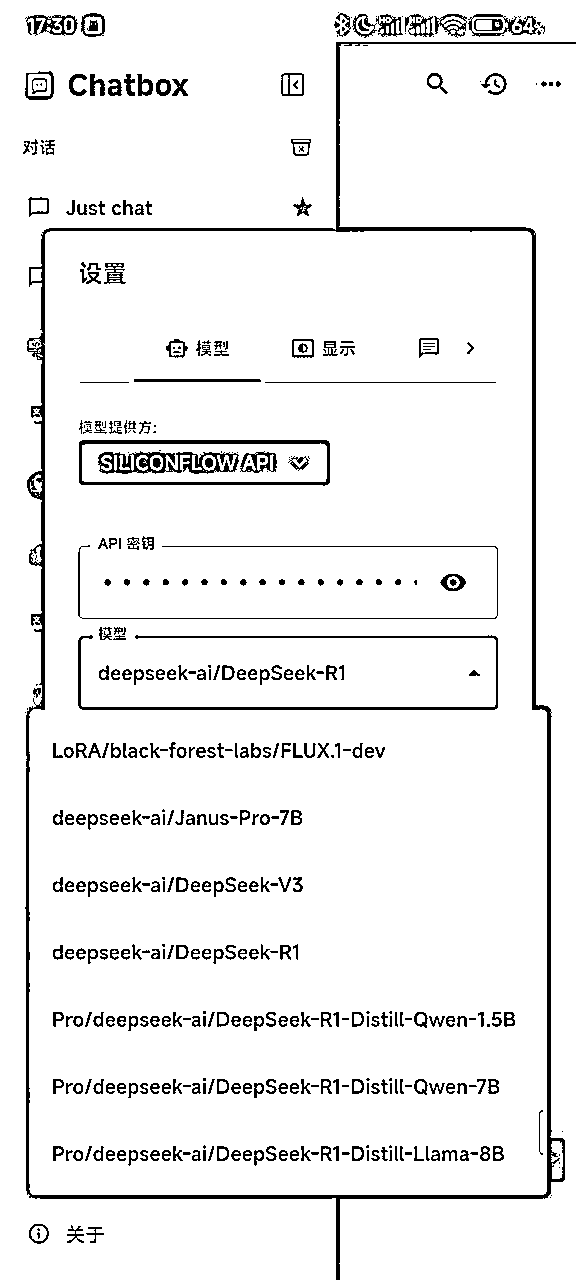 17:30 64%
Chatbox
对话
Just chat
设置
模型 显示
模型提供方:
SILICONFLOW API
API 密钥
模型
deepseek-ai/DeepSeek-R1
LoRA/black-forest-labs/FLUX.1-dev
deepseek-ai/Janus-Pro-7B
deepseek-ai/DeepSeek-V3
deepseek-ai/DeepSeek-R1
Pro/deepseek-ai/DeepSeek-R1-Distill-Qwen-1.5B
Pro/deepseek-ai/DeepSeek-R1-Distill-Qwen-7B
Pro/deepseek-ai/DeepSeek-R1-Distill-Llama-8B
关于